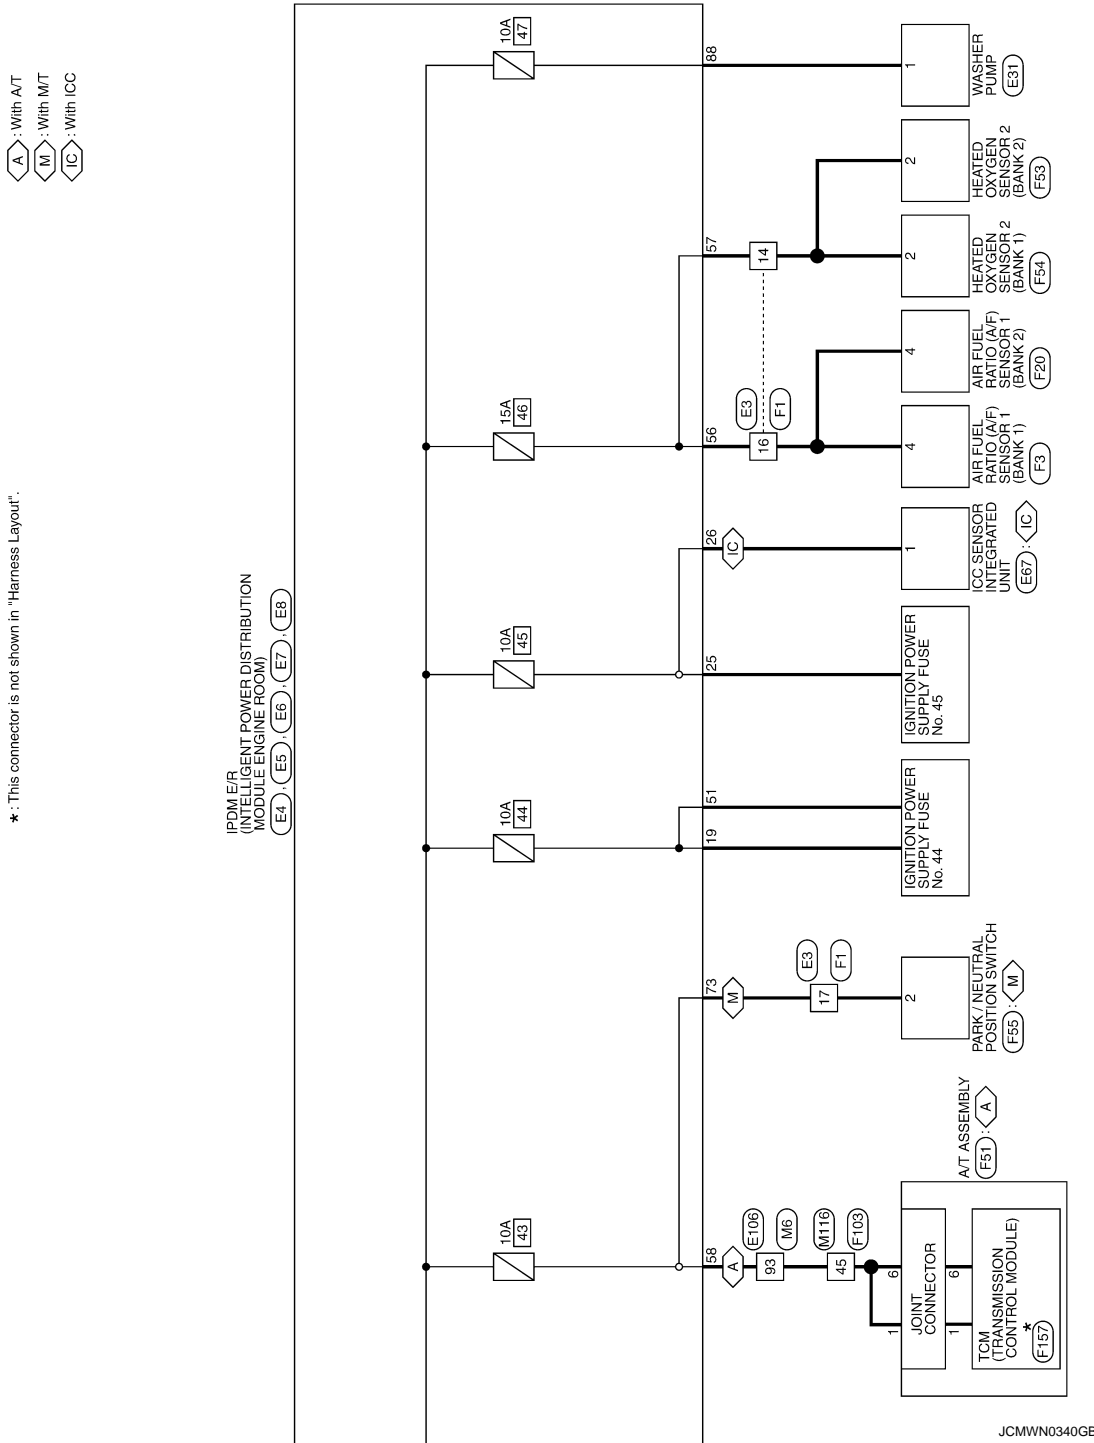 A : With A/T
M : With M/T
IC : With ICC
* : This connector is not shown in "Harness Layout".
IPDM E/R
(INTELLIGENT POWER DISTRIBUTION
MODULE ENGINE ROOM)
E4 , E5 , E6 , E7 , E8
10A
43
10A
44
10A
45
15A
46
10A
47
58
73
19
51
25
26
56
57
88
A
M
IC
E106
93
M6
M116
45
F103
E3
17
F1
E3
16
F1
14
1
6
JOINT
CONNECTOR
1
6
TCM
(TRANSMISSION
CONTROL MODULE)
*
F157
A/T ASSEMBLY
F51 : A
2
PARK / NEUTRAL
POSITION SWITCH
F55 : M
IGNITION POWER
SUPPLY FUSE
No. 44
IGNITION POWER
SUPPLY FUSE
No. 45
1
ICC SENSOR
INTEGRATED
UNIT
E67 : IC
4
AIR FUEL
RATIO (A/F)
SENSOR 1
(BANK 1)
F3
4
AIR FUEL
RATIO (A/F)
SENSOR 1
(BANK 2)
F20
2
HEATED
OXYGEN
SENSOR 2
(BANK 1)
F54
2
HEATED
OXYGEN
SENSOR 2
(BANK 2)
F53
1
WASHER
PUMP
E31
JCMWN0340GE